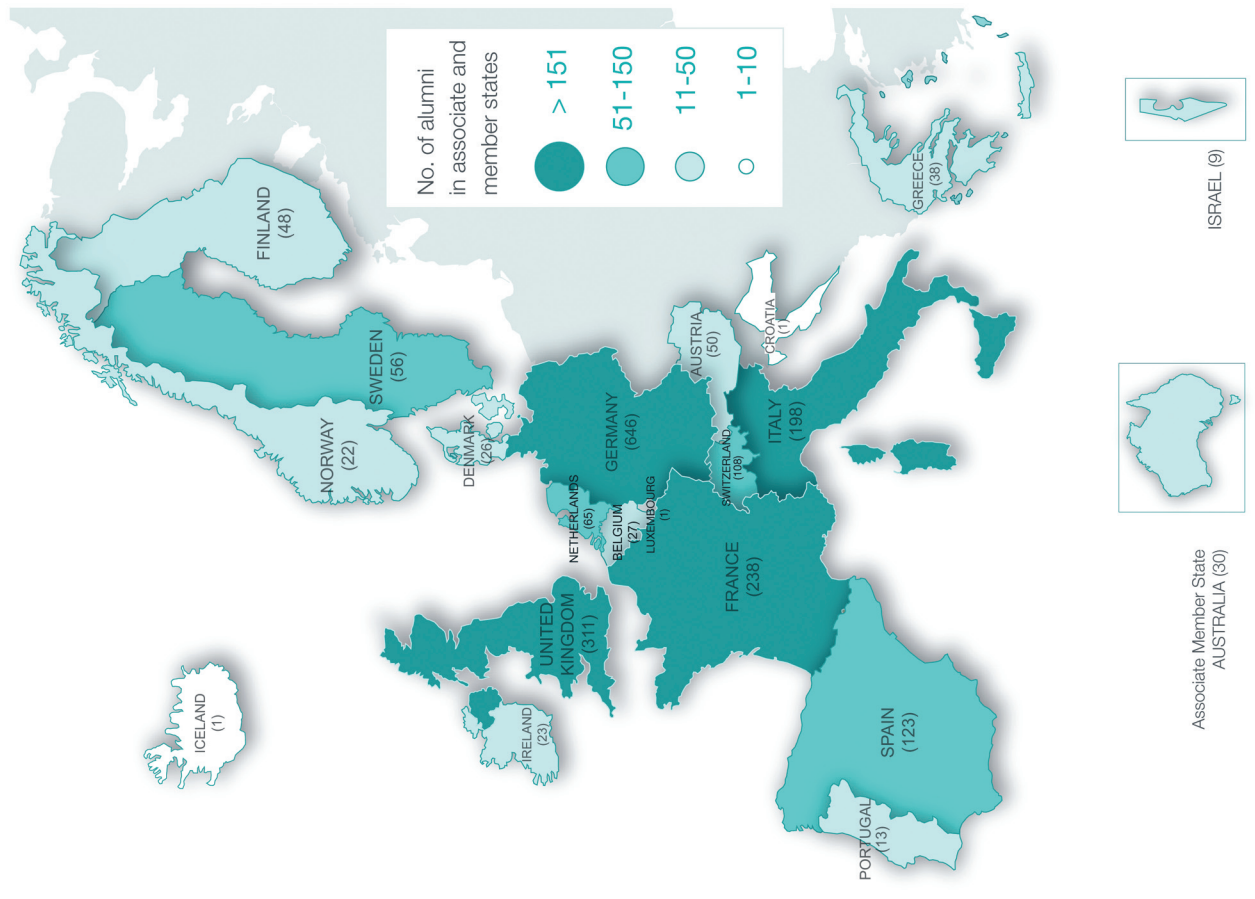 No. of alumni
in associate and
member states
> 151
51-150
11-50
1-10
ICELAND
(1)
NORWAY
(22)
SWEDEN
(56)
FINLAND
(48)
DENMARK
(26)
IRELAND
(23)
UNITED
KINGDOM
(311)
NETHERLANDS
(65)
BELGIUM
(27)
LUXEMBOURG
(1)
GERMANY
(646)
FRANCE
(238)
SWITZERLAND
(108)
AUSTRIA
(50)
ITALY
(198)
CROATIA
(1)
PORTUGAL
(13)
SPAIN
(123)
GREECE
(38)
Associate Member State
AUSTRALIA (30)
ISRAEL (9)